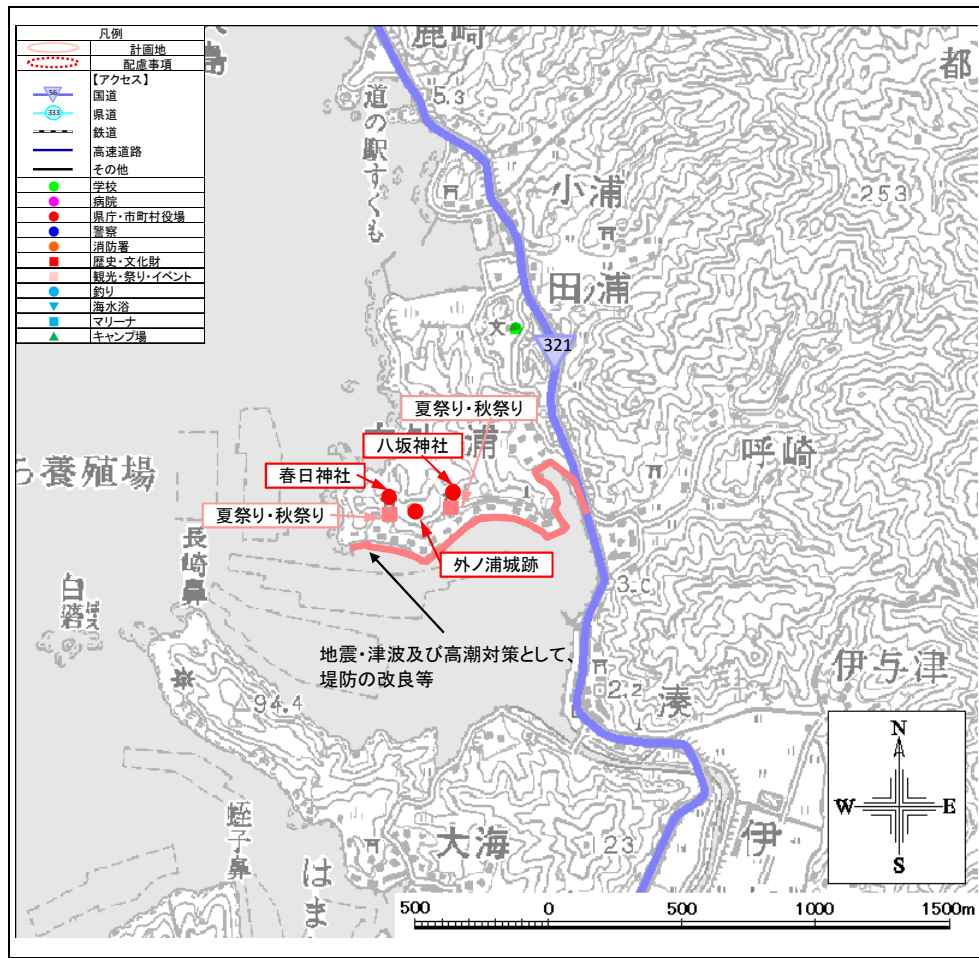 凡例
計画地
配慮事項
【アクセス】
56
国道
333
県道
鉄道
高速道路
その他
学校
病院
県庁・市町村役場
警察
消防署
歴史・文化財
観光・祭り・イベント
釣り
海水浴
マリーナ
キャンプ場
鹿崎
都
5.3
道の駅すくも
小浦
253
田ノ浦
文
321
夏祭り・秋祭り
八坂神社
浦
呼崎
春日神社
養殖場
夏祭り・秋祭り
外ノ浦城跡
長崎鼻
白碆
ばえ
3.0
地震・津波及び高潮対策として、
堤防の改良等
伊与津
2.2
湊
94.4
N
W E
S
蛭子鼻
大海
123
伊
はま
500 0 500 1000 1500m